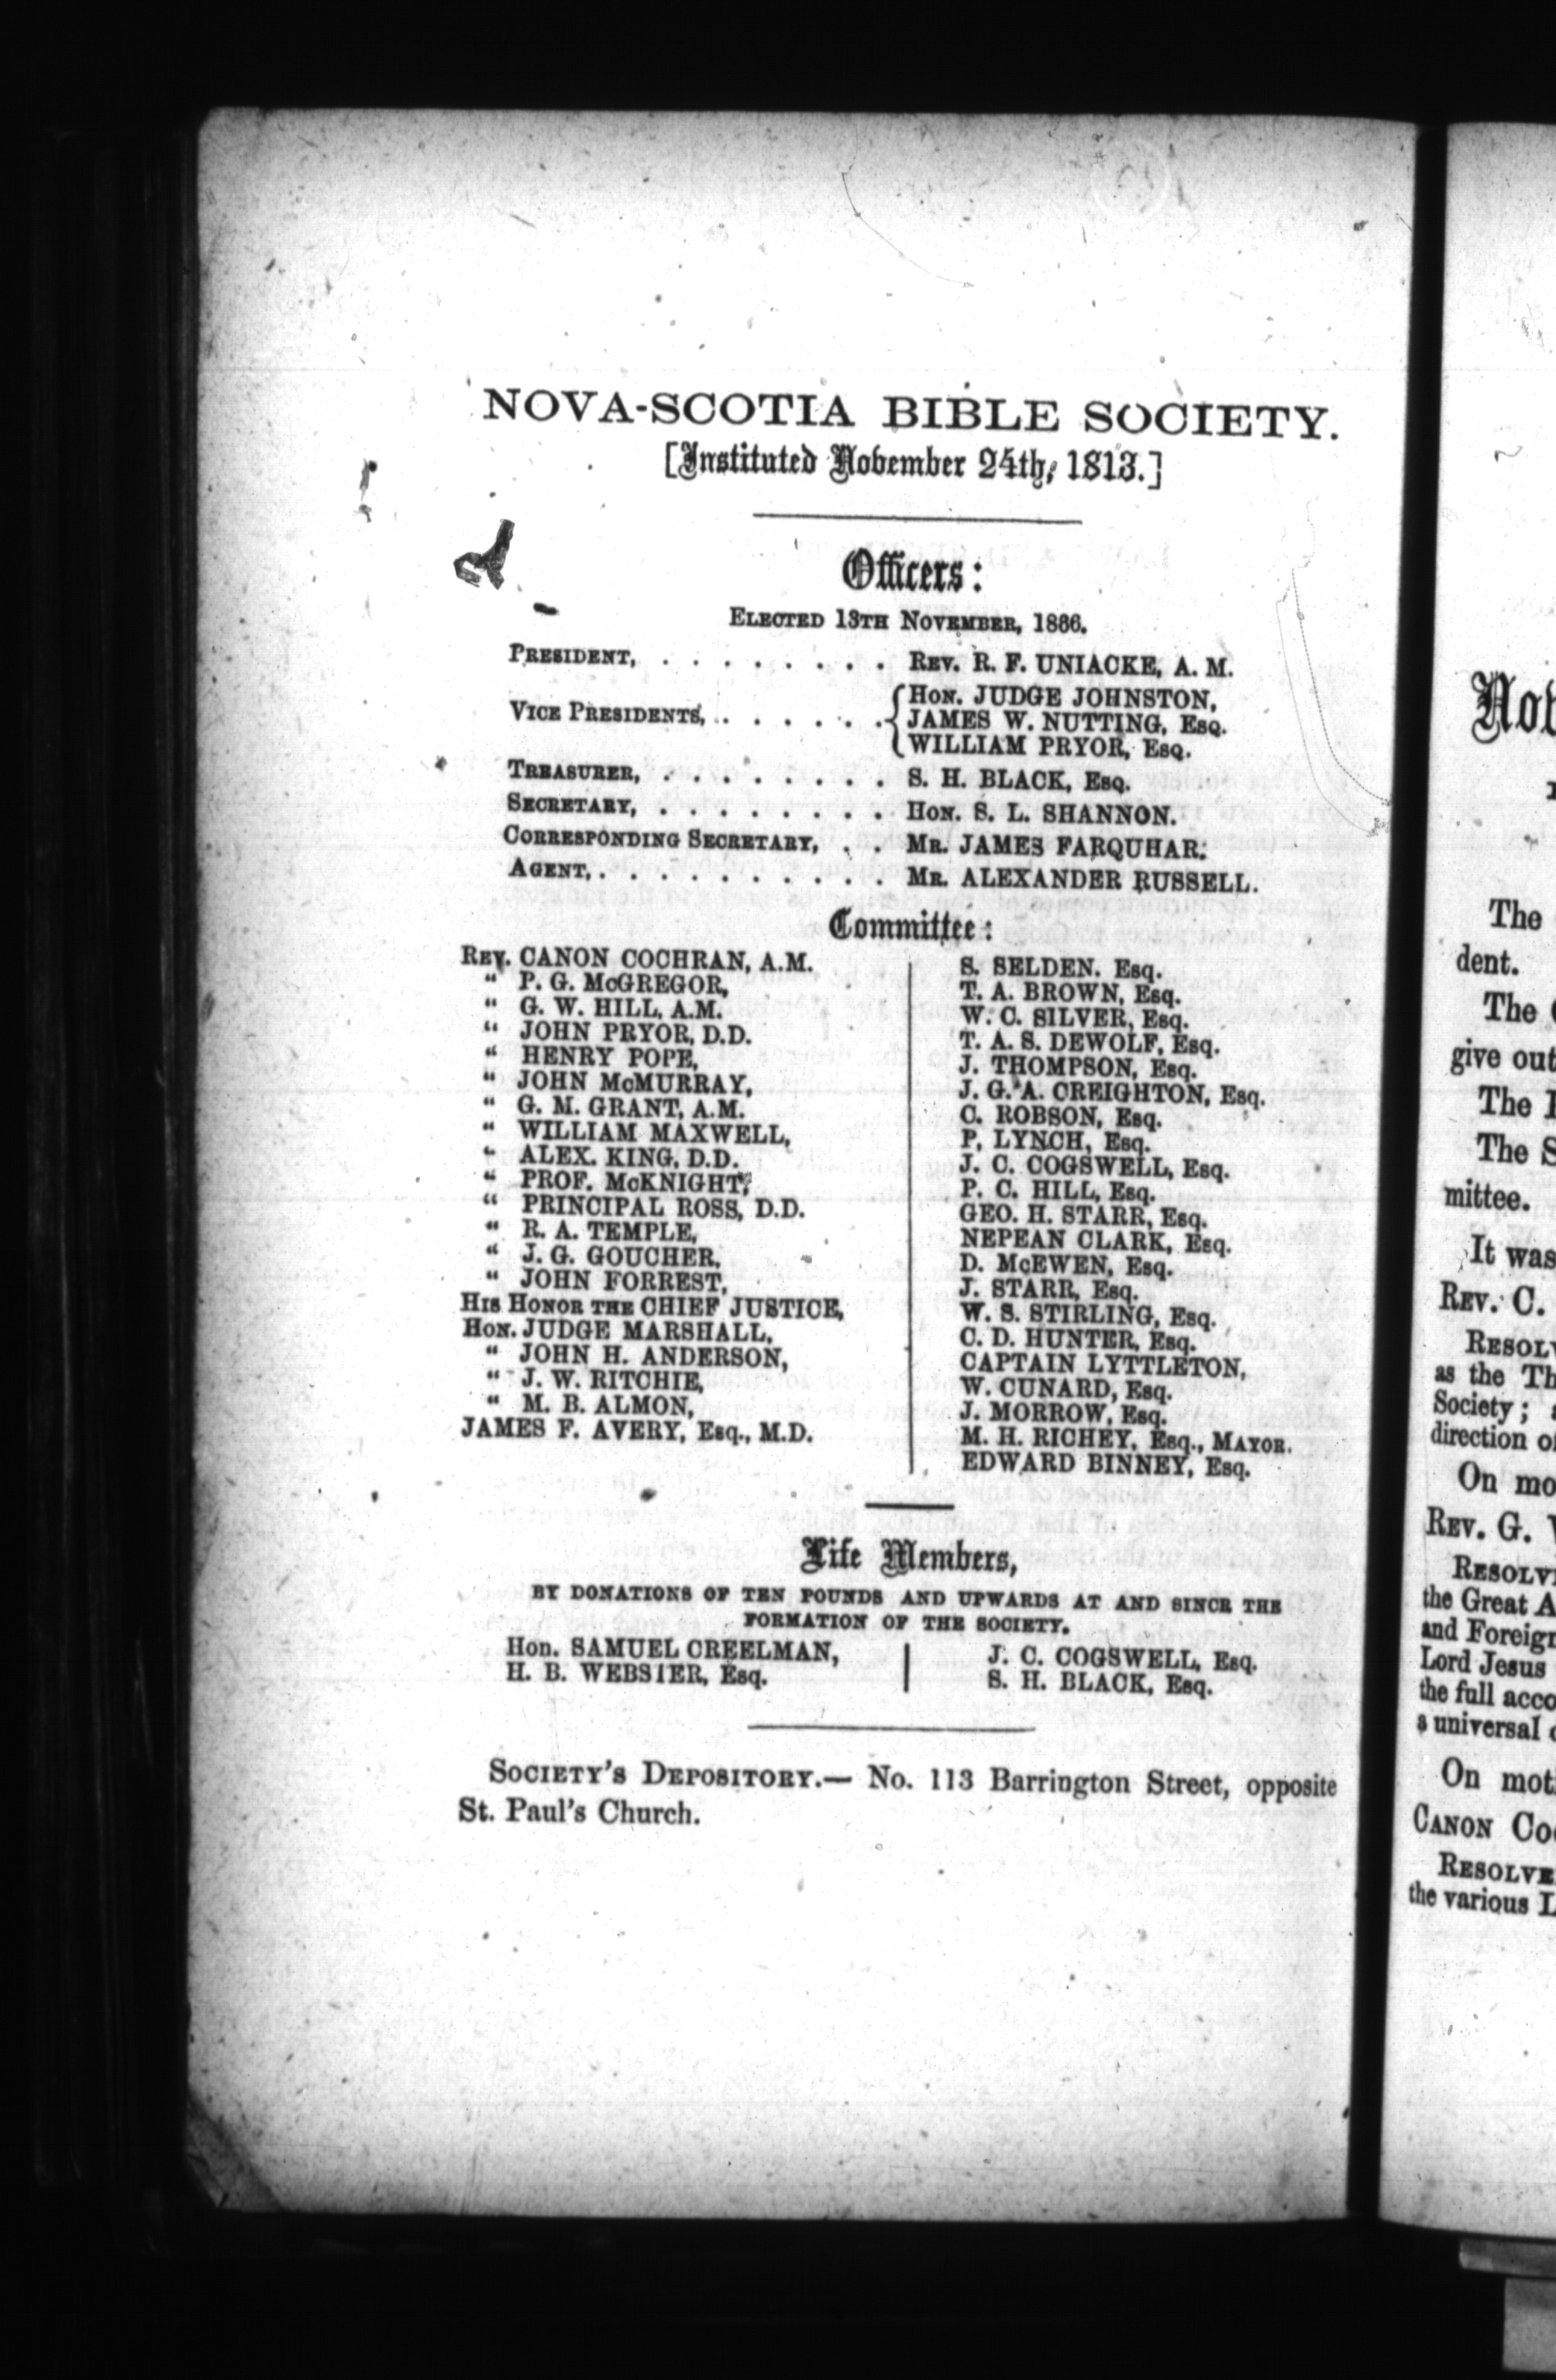 NOVA-SCOTIA BIBLE SOCIETY.
[Instituted November 24th, 1813.]
Officers:
ELECTED 13TH NOVEMBER, 1866.
PRESIDENT, . . . . . . . . . REV. R. F. UNIACKE, A. M.
VICE PRESIDENTS, . . . . . . . { HON. JUDGE JOHNSTON,
JAMES W. NUTTING, ESQ.
WILLIAM PRYOR, ESQ.
TREASURER, . . . . . . . . . S. H. BLACK, ESQ.
SECRETARY, . . . . . . . . . HON. S. L. SHANNON.
CORRESPONDING SECRETARY, . . . MR. JAMES FARQUHAR.
AGENT, . . . . . . . . . . . MR. ALEXANDER RUSSELL.
Committee:
REV. CANON COCHRAN, A.M.
“ P. G. McGREGOR,
“ G. W. HILL, A.M.
“ JOHN PRYOR, D.D.
“ HENRY POPE,
“ JOHN McMURRAY,
“ G. M. GRANT, A.M.
“ WILLIAM MAXWELL,
“ ALEX. KING, D.D.
“ PROF. McKNIGHT,
“ PRINCIPAL ROSS, D.D.
“ R. A. TEMPLE,
“ J. G. GOUCHER,
“ JOHN FORREST,
HIS HONOR THE CHIEF JUSTICE,
HON. JUDGE MARSHALL,
“ JOHN H. ANDERSON,
“ J. W. RITCHIE,
“ M. B. ALMON,
JAMES F. AVERY, Esq., M.D.
S. SELDEN. Esq.
T. A. BROWN, Esq.
W. C. SILVER, Esq.
T. A. S. DEWOLF, Esq.
J. THOMPSON, Esq.
J. G. A. CREIGHTON, Esq.
C. ROBSON, Esq.
P. LYNCH, Esq.
J. C. COGSWELL, Esq.
P. C. HILL, Esq.
GEO. H. STARR, Esq.
NEPEAN CLARK, Esq.
D. McEWEN, Esq.
J. STARR, Esq.
W. S. STIRLING, Esq.
C. D. HUNTER, Esq.
CAPTAIN LYTTLETON,
W. CUNARD, Esq.
J. MORROW, Esq.
M. H. RICHEY, Esq., MAYOR.
EDWARD BINNEY, Esq.
Life Members,
BY DONATIONS OF TEN POUNDS AND UPWARDS AT AND SINCE THE
FORMATION OF THE SOCIETY.
Hon. SAMUEL CREELMAN,
H. B. WEBSTER, Esq.
J. C. COGSWELL, Esq.
S. H. BLACK, Esq.
SOCIETY'S DEPOSITORY.— No. 113 Barrington Street, opposite
St. Paul's Church.
The
dent.
The
give out
The
The
mittee.
It was
REV. C.
as the
Society;
direction
On
REV. G.
the Great
and
Lord Jesus
the full
a universal
On
CANON
the various